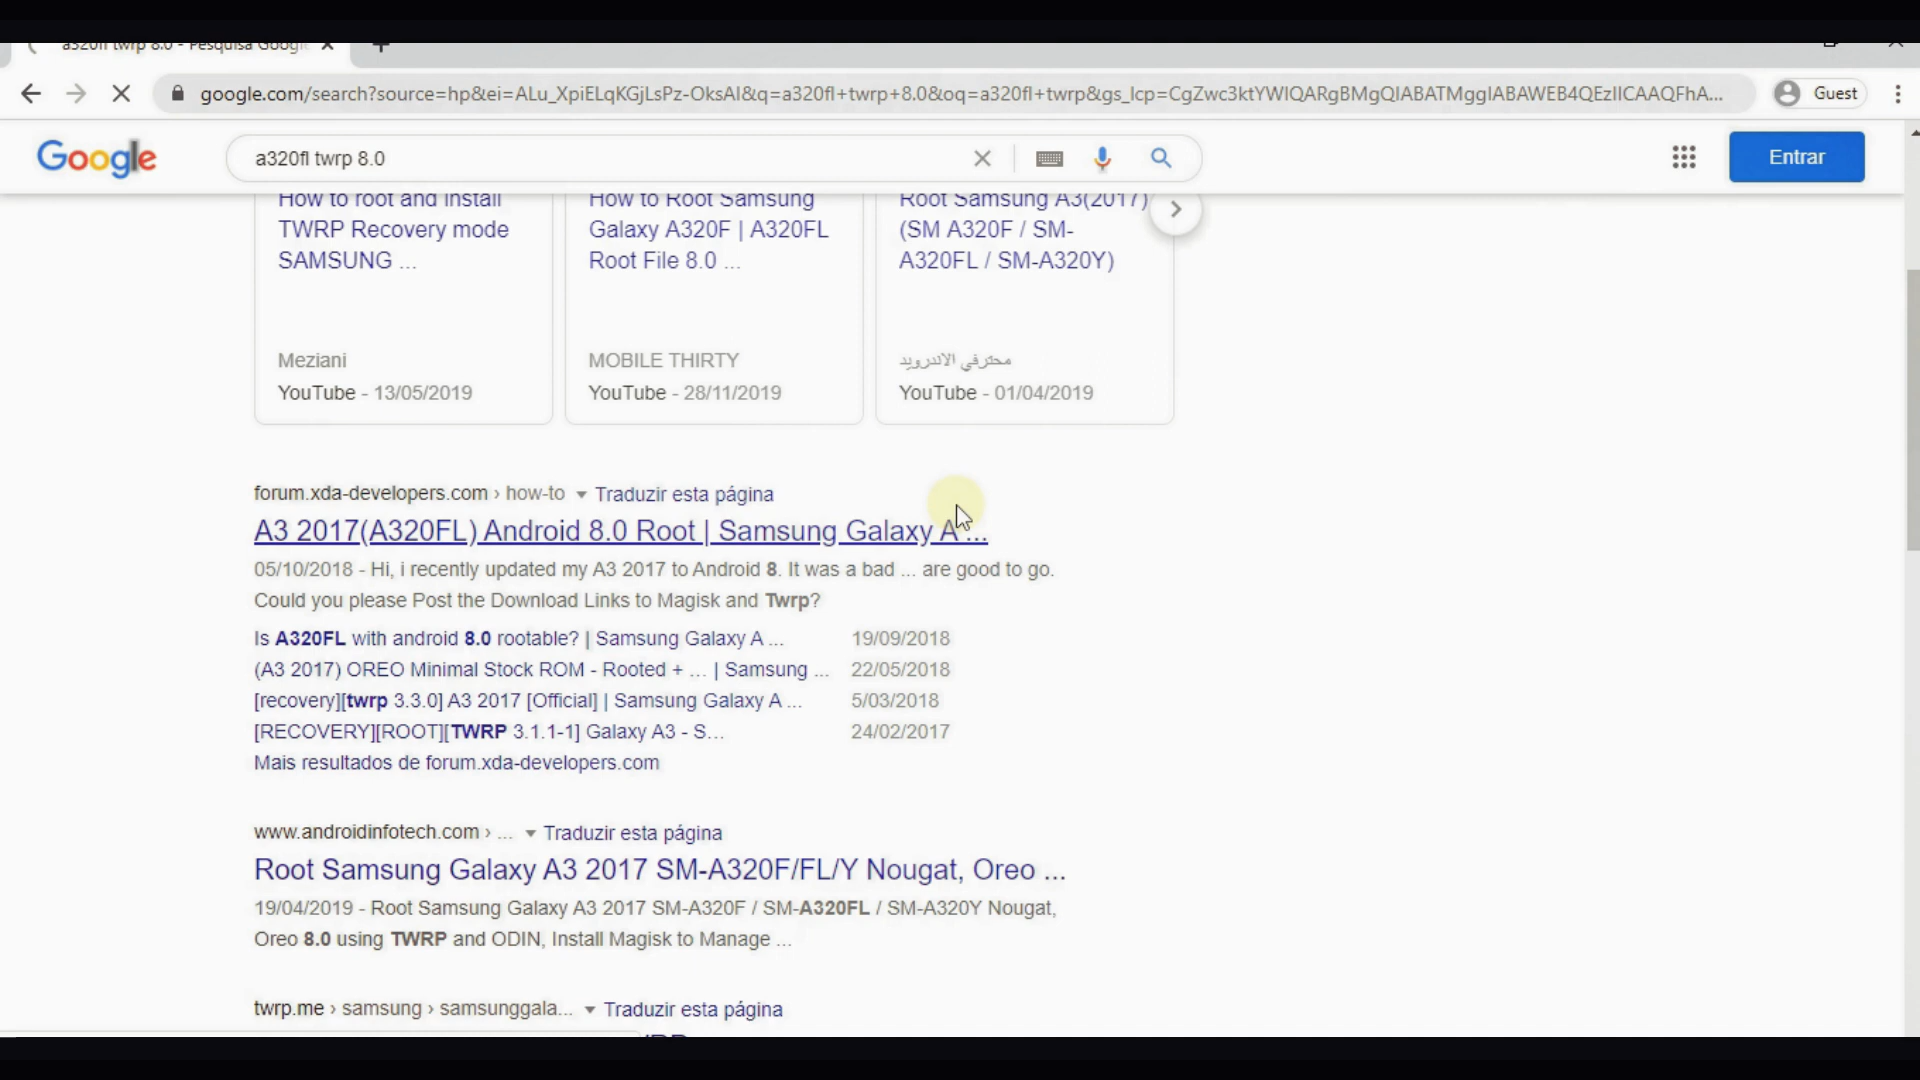 a320fl twrp 8.0 - Pesquisa Google
google.com/search?source=hp&ei=ALu_XpiELqKGjLsPz-OksAI&q=a320fl+twrp+8.0&oq=a320fl+twrp&gs_lcp=CgZwc3ktYWIQARgBMgQIABATMggIABAWEB4QEzIICAAQFhA...
Guest
Google
a320fl twrp 8.0
Entrar
How to root and install
TWRP Recovery mode
SAMSUNG ...
Meziani
YouTube - 13/05/2019
How to Root Samsung
Galaxy A320F | A320FL
Root File 8.0 ...
MOBILE THIRTY
YouTube - 28/11/2019
Root Samsung A3(2017)
(SM A320F / SM-
A320FL / SM-A320Y)
محترفي الاندرويد
YouTube - 01/04/2019
forum.xda-developers.com › how-to ▾ Traduzir esta página
A3 2017(A320FL) Android 8.0 Root | Samsung Galaxy A ...
05/10/2018 - Hi, i recently updated my A3 2017 to Android 8. It was a bad ... are good to go.
Could you please Post the Download Links to Magisk and Twrp?
Is A320FL with android 8.0 rootable? | Samsung Galaxy A ... 19/09/2018
(A3 2017) OREO Minimal Stock ROM - Rooted + ... | Samsung ... 22/05/2018
[recovery][twrp 3.3.0] A3 2017 [Official] | Samsung Galaxy A ... 5/03/2018
[RECOVERY][ROOT][TWRP 3.1.1-1] Galaxy A3 - S... 24/02/2017
Mais resultados de forum.xda-developers.com
www.androidinfotech.com › ... ▾ Traduzir esta página
Root Samsung Galaxy A3 2017 SM-A320F/FL/Y Nougat, Oreo ...
19/04/2019 - Root Samsung Galaxy A3 2017 SM-A320F / SM-A320FL / SM-A320Y Nougat,
Oreo 8.0 using TWRP and ODIN, Install Magisk to Manage ...
twrp.me › samsung › samsunggala... ▾ Traduzir esta página